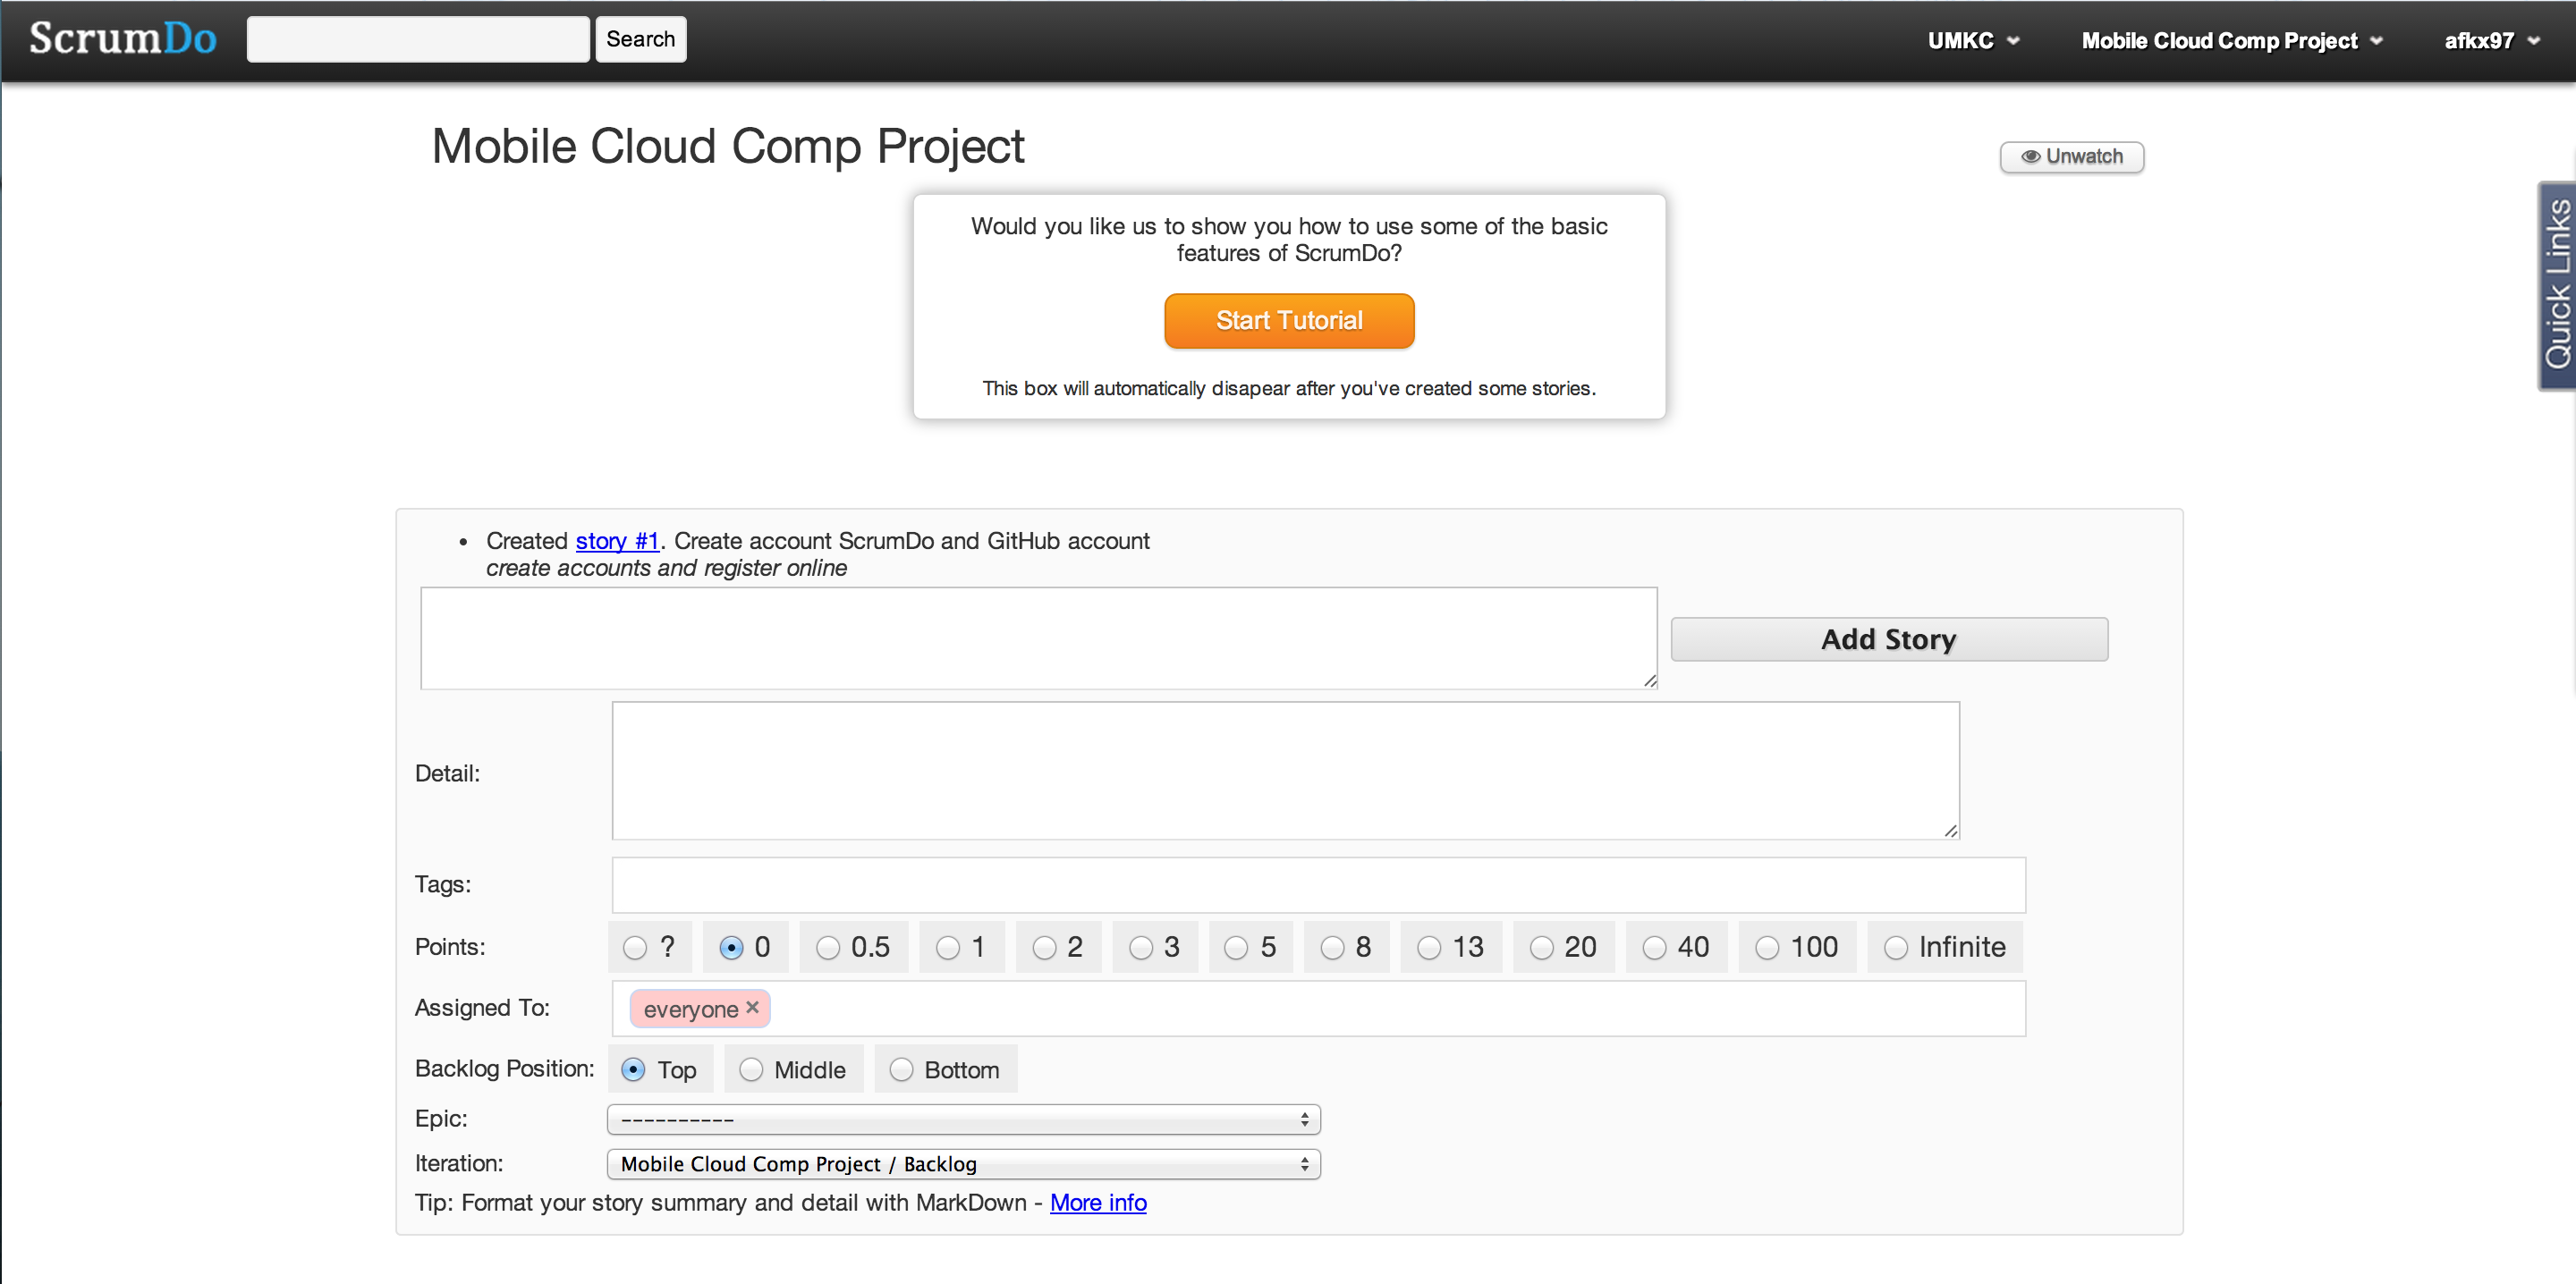 ScrumDo Search UMKC Mobile Cloud Comp Project afkx97
Mobile Cloud Comp Project
Unwatch
Quick Links
Would you like us to show you how to use some of the basic
features of ScrumDo?
Start Tutorial
This box will automatically disapear after you've created some stories.
• Created story #1. Create account ScrumDo and GitHub account
create accounts and register online
Add Story
Detail:
Tags:
Points: ? 0 0.5 1 2 3 5 8 13 20 40 100 Infinite
Assigned To: everyone ×
Backlog Position: Top Middle Bottom
Epic: ----------
Iteration: Mobile Cloud Comp Project / Backlog
Tip: Format your story summary and detail with MarkDown - More info